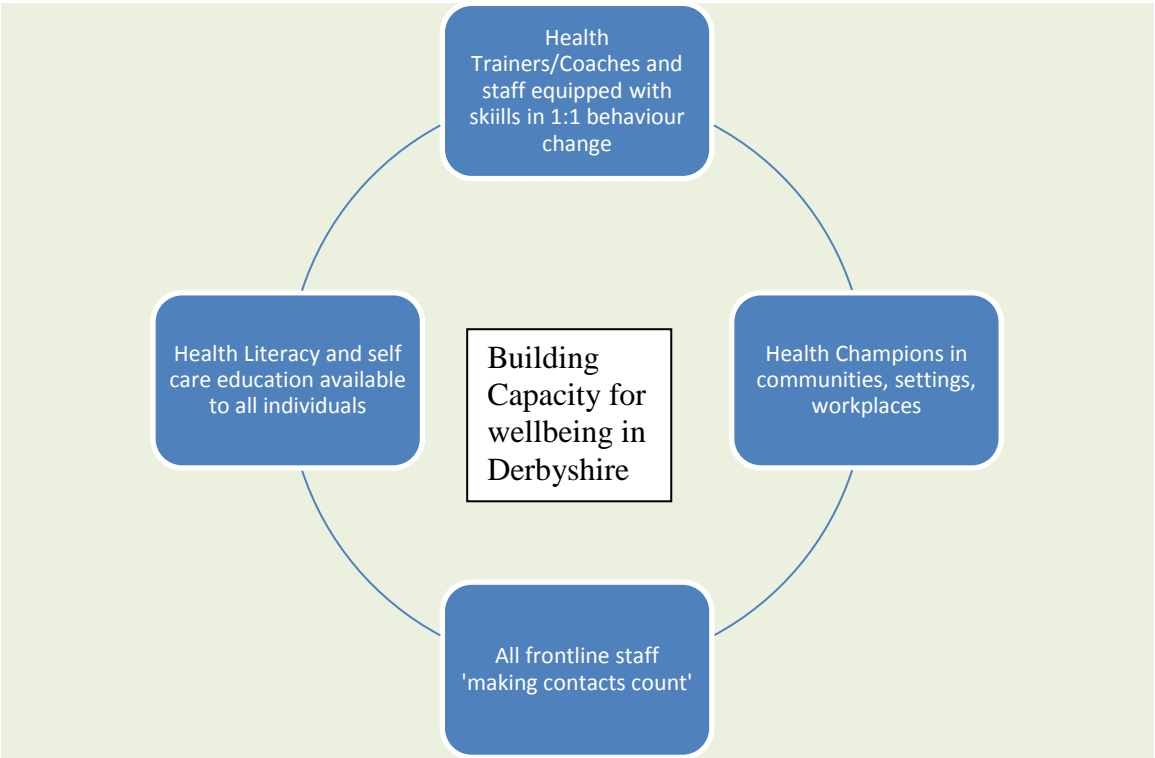 Health
Trainers/Coaches and
staff equipped with
skiills in 1:1 behaviour
change
Health Literacy and self
care education available
to all individuals
Building
Capacity for
wellbeing in
Derbyshire
Health Champions in
communities, settings,
workplaces
All frontline staff
'making contacts count'